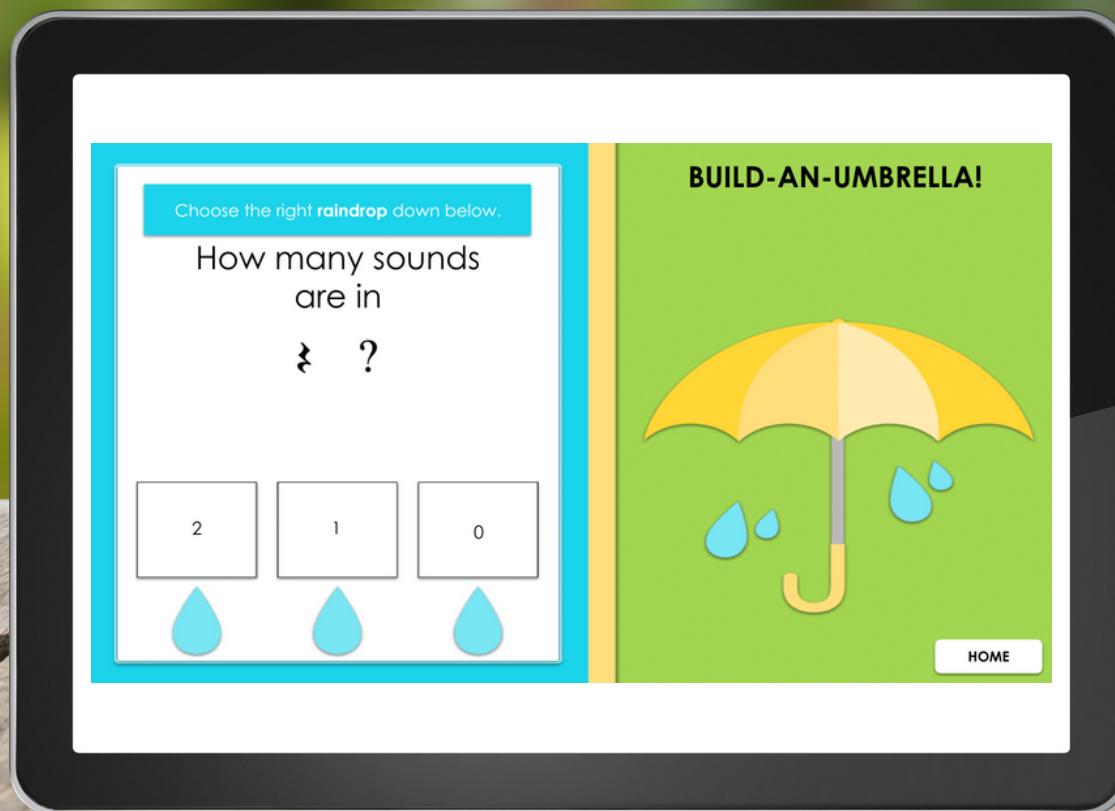 Choose the right raindrop down below.
How many sounds
are in
𝄽 ?
2
1
0
BUILD-AN-UMBRELLA!
HOME